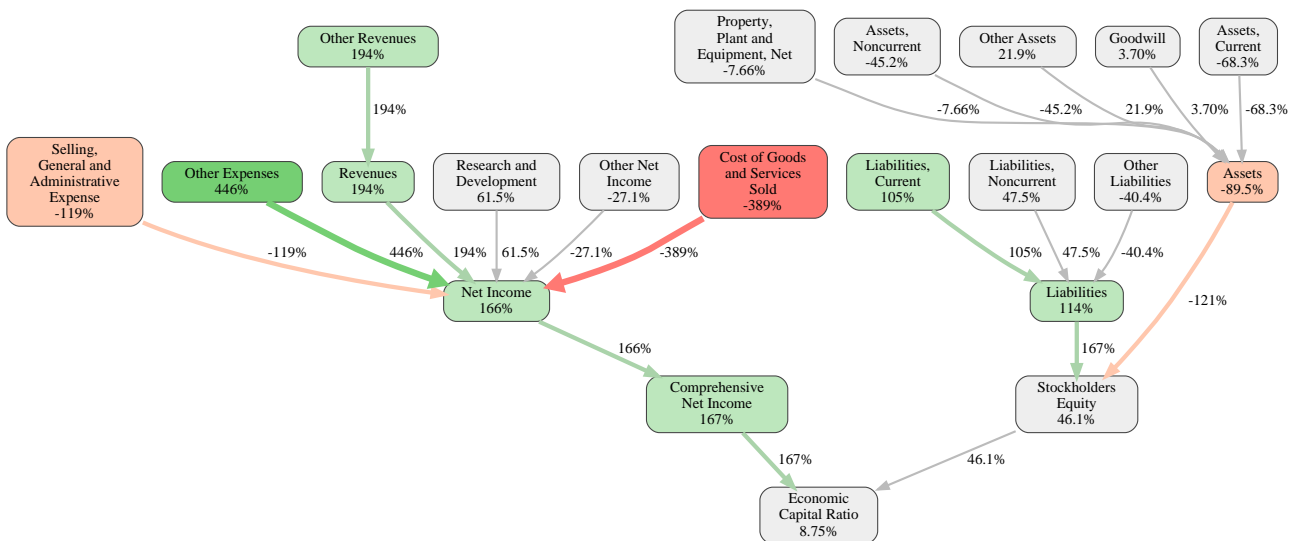 Property,
Plant and
Equipment, Net
-7.66%
Assets,
Noncurrent
-45.2%
Other Assets
21.9%
Goodwill
3.70%
Assets,
Current
-68.3%
Other Revenues
194%
194%
-7.66%
-45.2%
21.9%
3.70%
-68.3%
Selling,
General and
Administrative
Expense
-119%
Other Expenses
446%
Revenues
194%
Research and
Development
61.5%
Other Net
Income
-27.1%
Cost of Goods
and Services
Sold
-389%
Liabilities,
Current
105%
Liabilities,
Noncurrent
47.5%
Other
Liabilities
-40.4%
Assets
-89.5%
-119%
446%
194%
61.5%
-27.1%
-389%
105%
47.5%
-40.4%
-121%
Net Income
166%
Liabilities
114%
166%
167%
Comprehensive
Net Income
167%
Stockholders
Equity
46.1%
167%
46.1%
Economic
Capital Ratio
8.75%